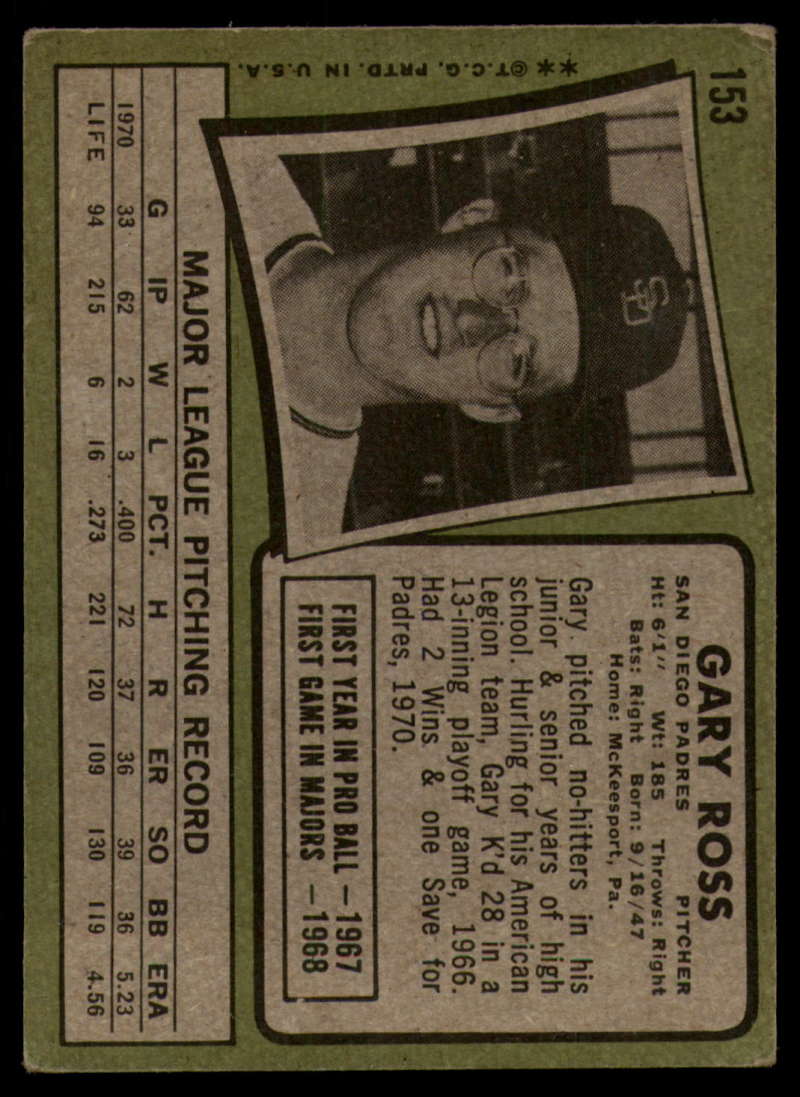 153
**©T.C.G. PRTD. IN U.S.A.
SD
GARY ROSS
SAN DIEGO PADRES PITCHER
Ht: 6'1" Wt: 185 Throws: Right
Bats: Right Born: 9/16/47
Home: McKeesport, Pa.
Gary pitched no-hitters in his
junior & senior years of high
school. Hurling for his American
Legion team, Gary K'd 28 in a
13-inning playoff game, 1966.
Had 2 Wins & one Save for
Padres, 1970.
FIRST YEAR IN PRO BALL — 1967
FIRST GAME IN MAJORS — 1968
MAJOR LEAGUE PITCHING RECORD
G IP W L PCT. H R ER SO BB ERA
1970 33 62 2 3 .400 72 37 36 39 36 5.23
LIFE 94 215 6 16 .273 221 120 109 130 119 4.56